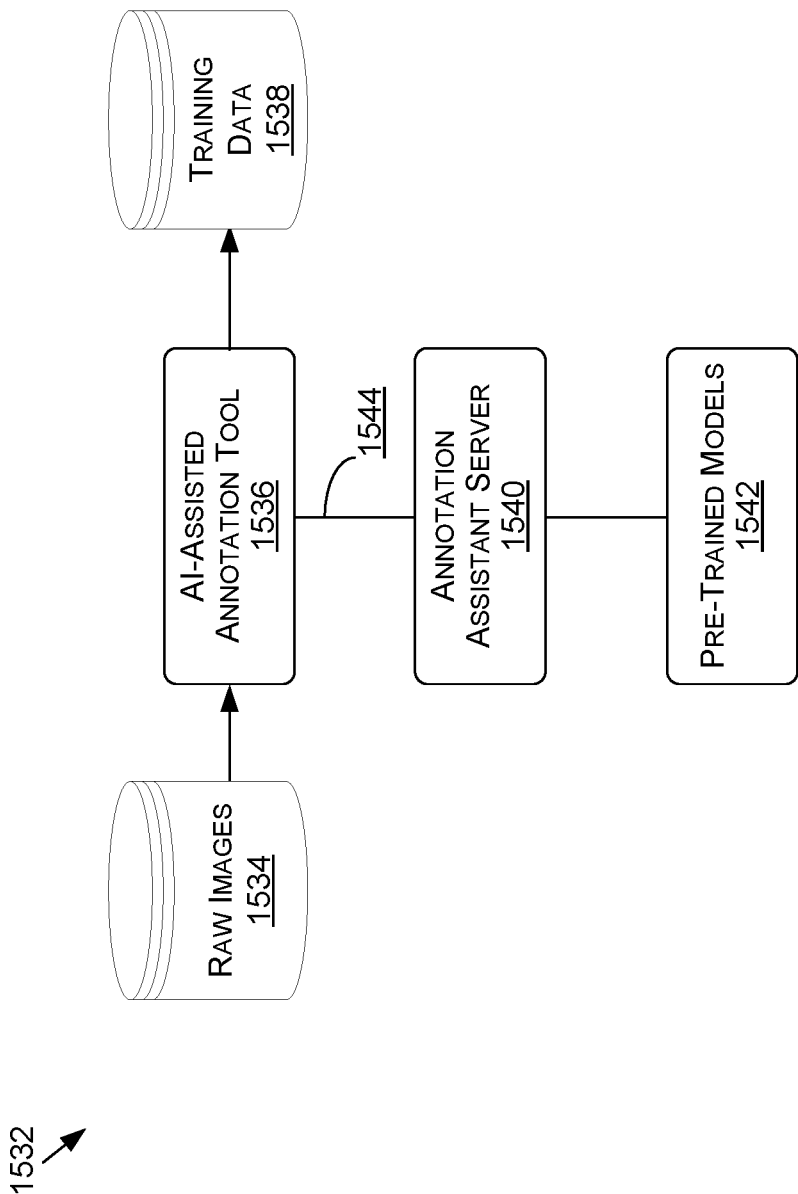 1532
RAW IMAGES
1534
AI-ASSISTED
ANNOTATION TOOL
1536
TRAINING
DATA
1538
1544
ANNOTATION
ASSISTANT SERVER
1540
PRE-TRAINED MODELS
1542